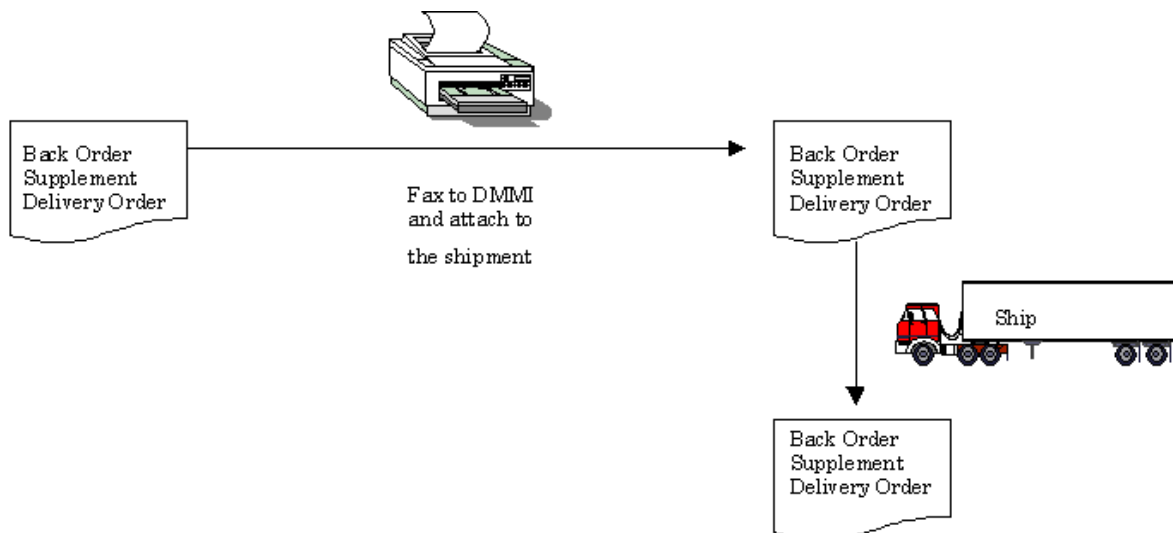 Back Order
Supplement
Delivery Order
Fax to DMMI
and attach to
the shipment
Back Order
Supplement
Delivery Order
Ship
Back Order
Supplement
Delivery Order